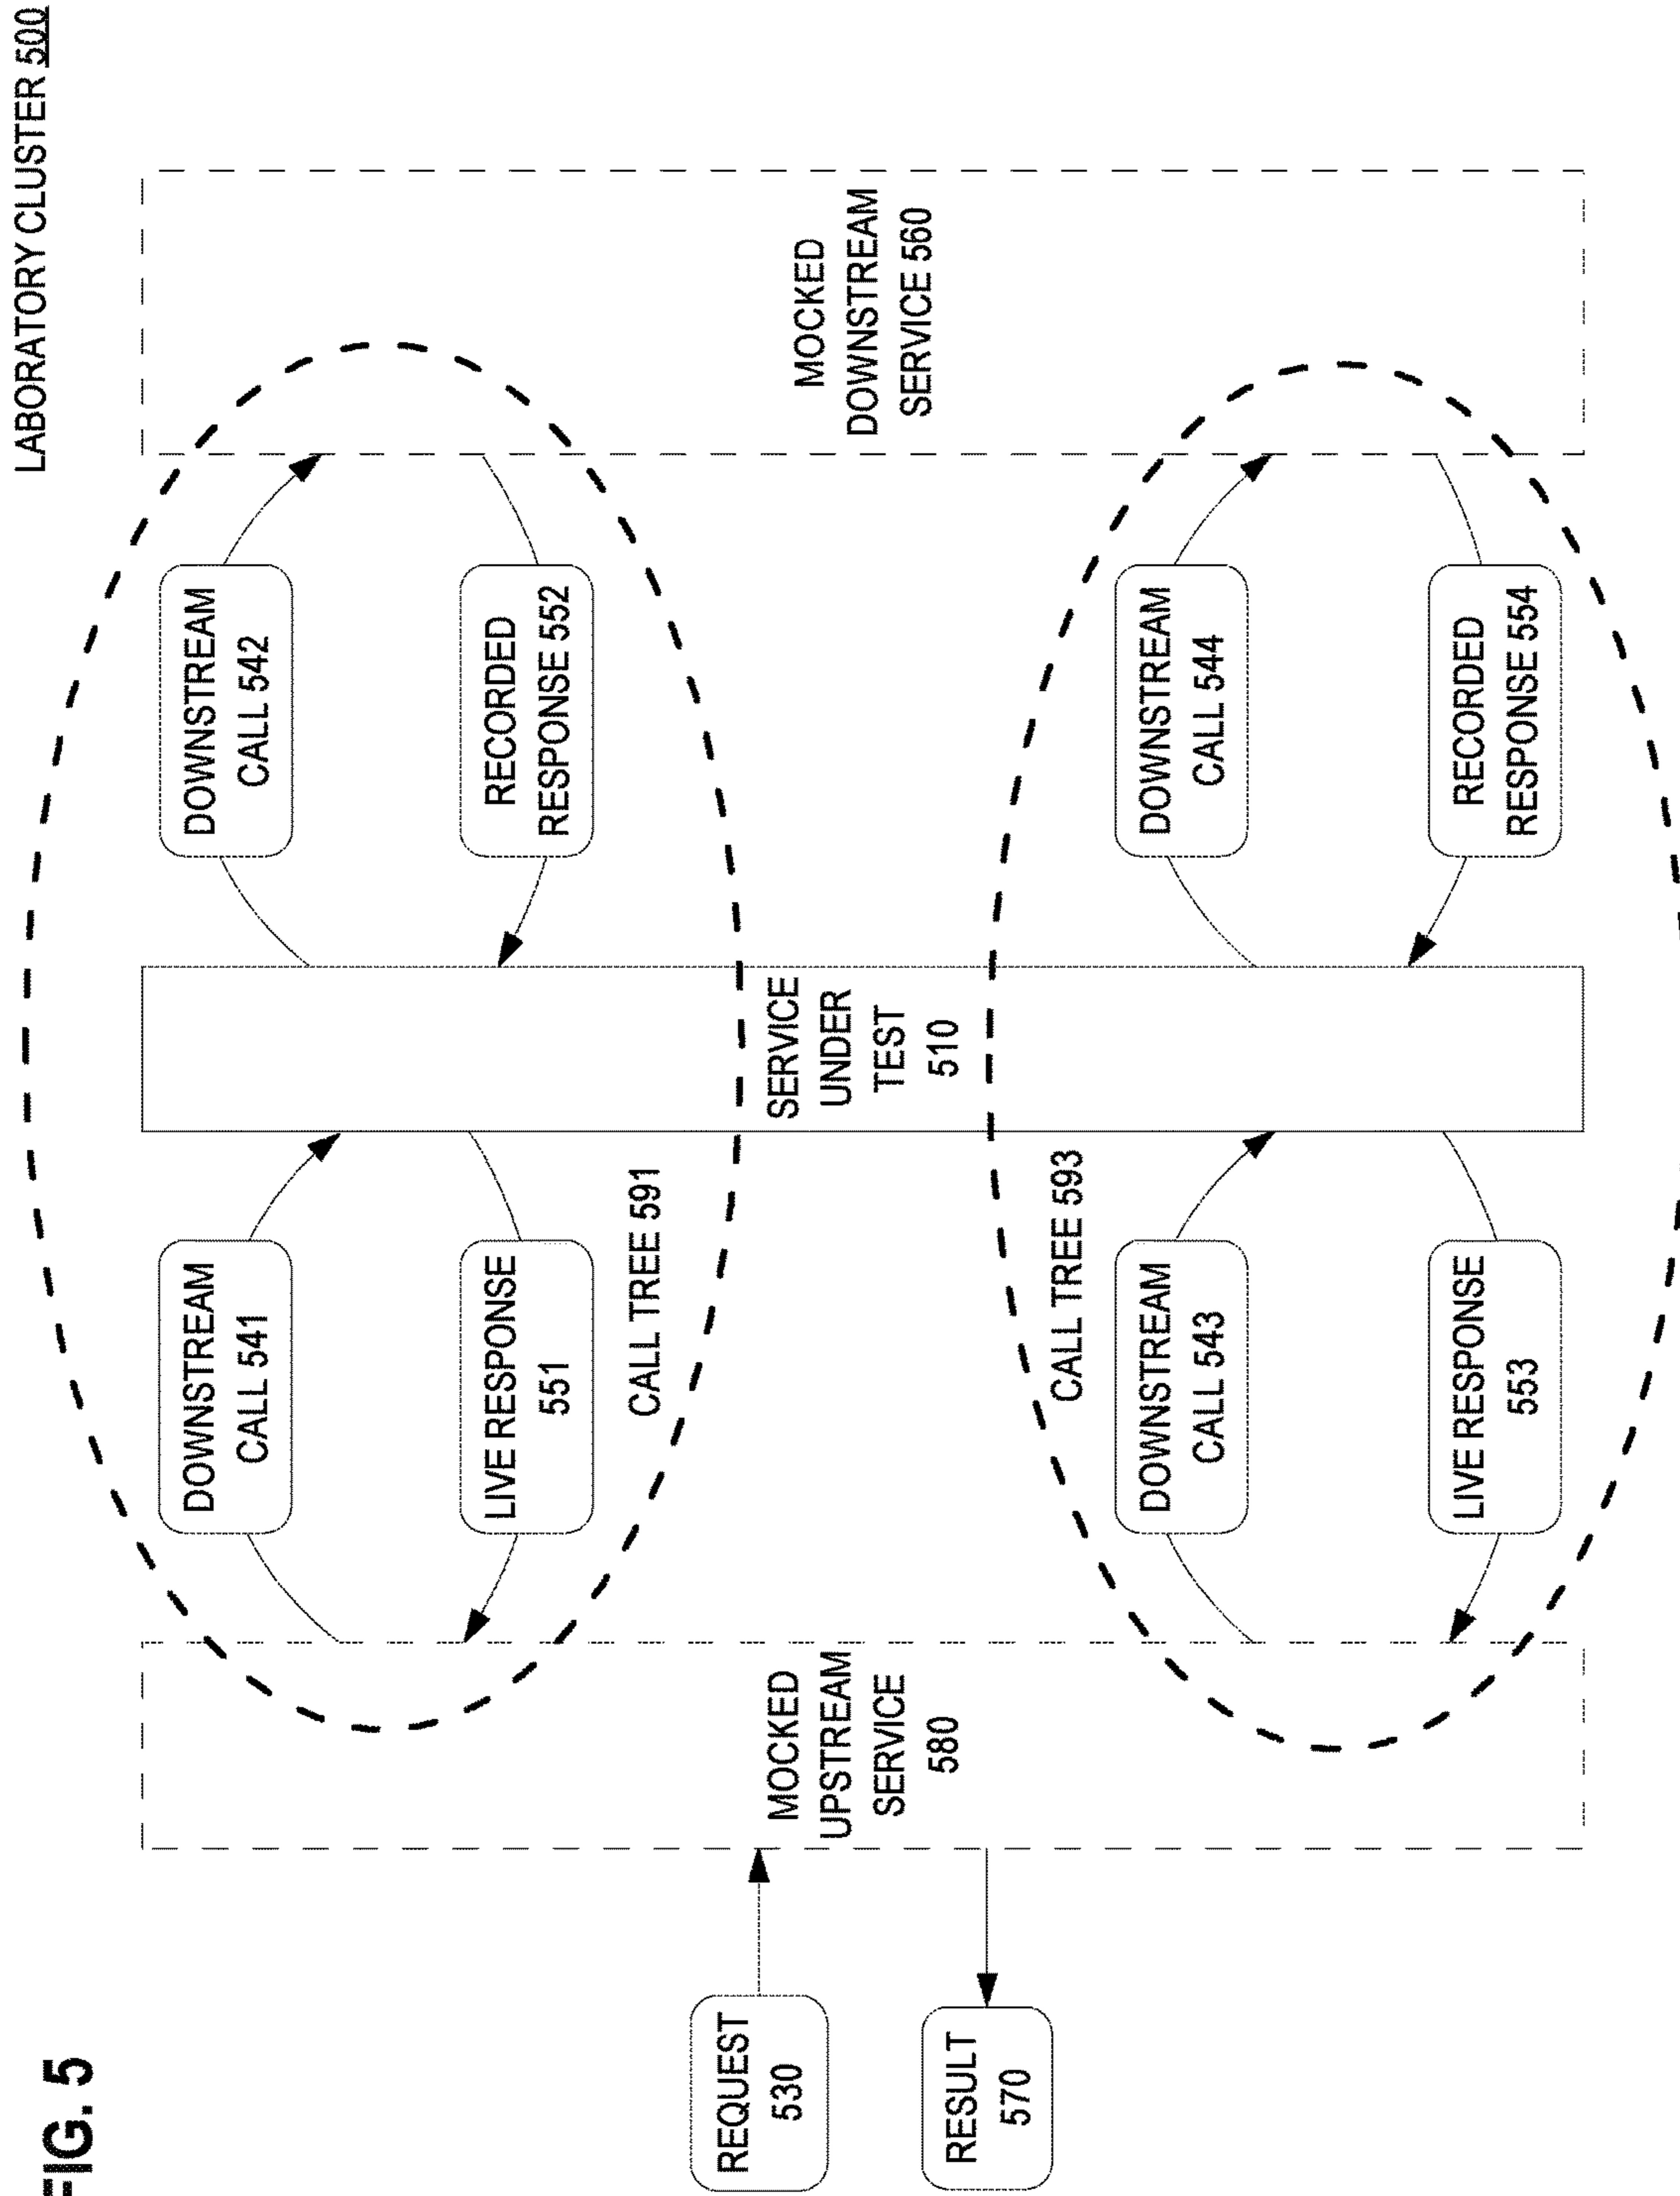 FIG. 5
LABORATORY CLUSTER 500
REQUEST
530
RESULT
570
MOCKED
UPSTREAM
SERVICE
580
DOWNSTREAM
CALL 541
LIVE RESPONSE
551
CALL TREE 591
CALL TREE 593
DOWNSTREAM
CALL 543
LIVE RESPONSE
553
SERVICE
UNDER
TEST
510
DOWNSTREAM
CALL 542
RECORDED
RESPONSE 552
DOWNSTREAM
CALL 544
RECORDED
RESPONSE 554
MOCKED
DOWNSTREAM
SERVICE 560